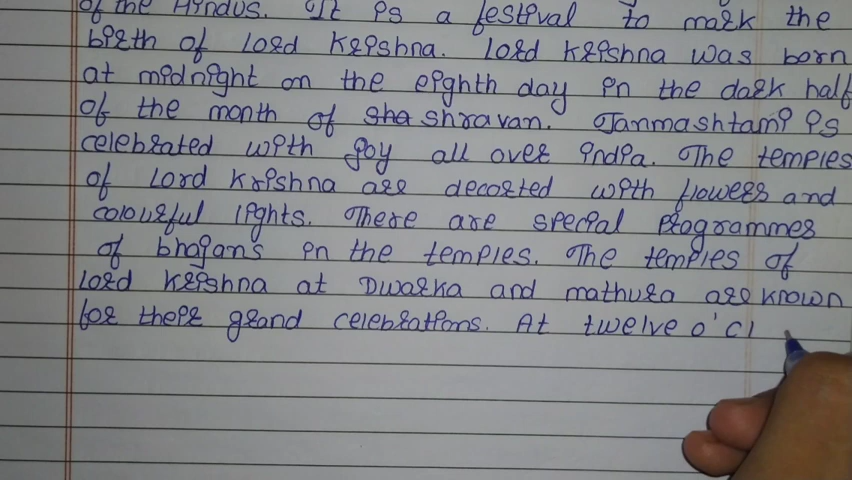 of the Hindus. It is a festival to mark the
birth of Lord Krishna. Lord Krishna was born
at midnight on the eighth day in the dark half
of the month of sha shravan. Janmashtami is
celebrated with joy all over india. The temples
of Lord Krishna are decorted with flowers and
colourful lights. There are special programmes
of bhajans in the temples. The temples of
Lord Krishna at Dwarka and mathura are known
for their grand celebrations. At twelve o'cl